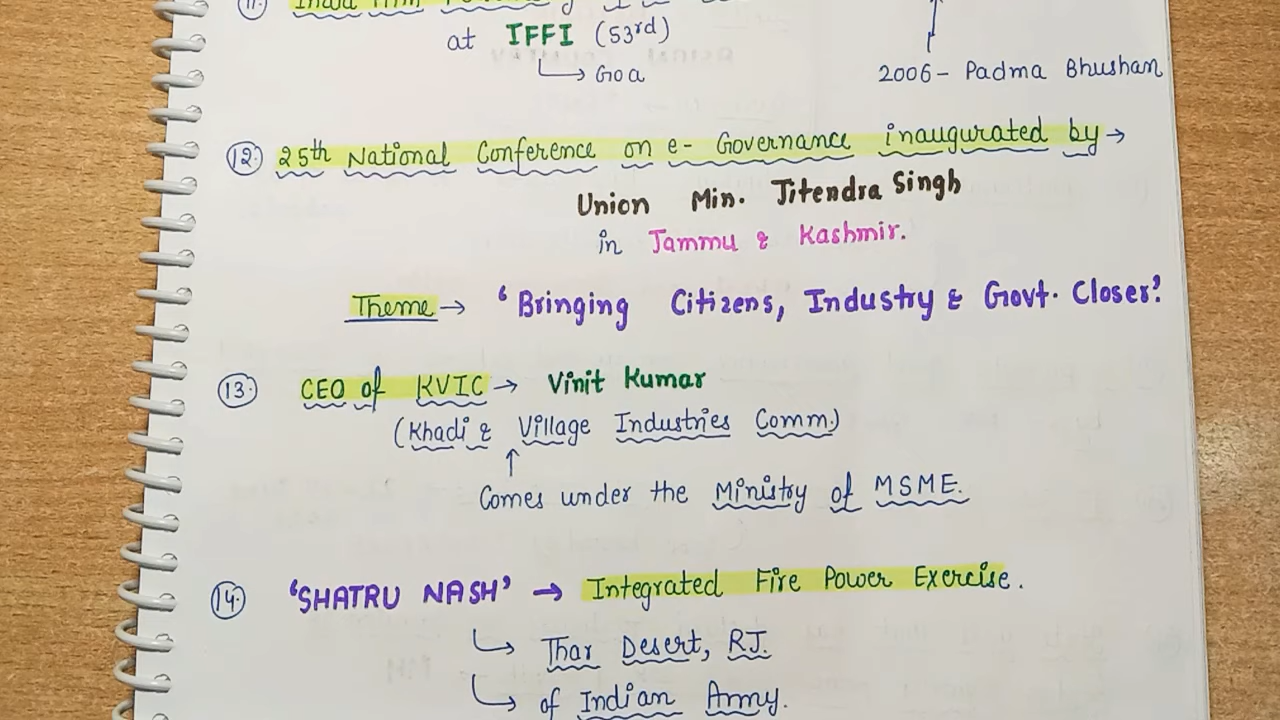 11.
at IFFI (53rd)
↳ Goa
2006 - Padma Bhushan
12. 25th National Conference on e-Governance inaugurated by →
Union Min. Jitendra Singh
in Jammu & Kashmir.
Theme → 'Bringing Citizens, Industry & Govt. Closer'
13. CEO of KVIC → Vinit Kumar
(Khadi & Village Industries Comm.)
↑
Comes under the Ministry of MSME.
14. 'SHATRU NASH' → Integrated Fire Power Exercise.
↳ Thar Desert, RJ.
↳ of Indian Army.